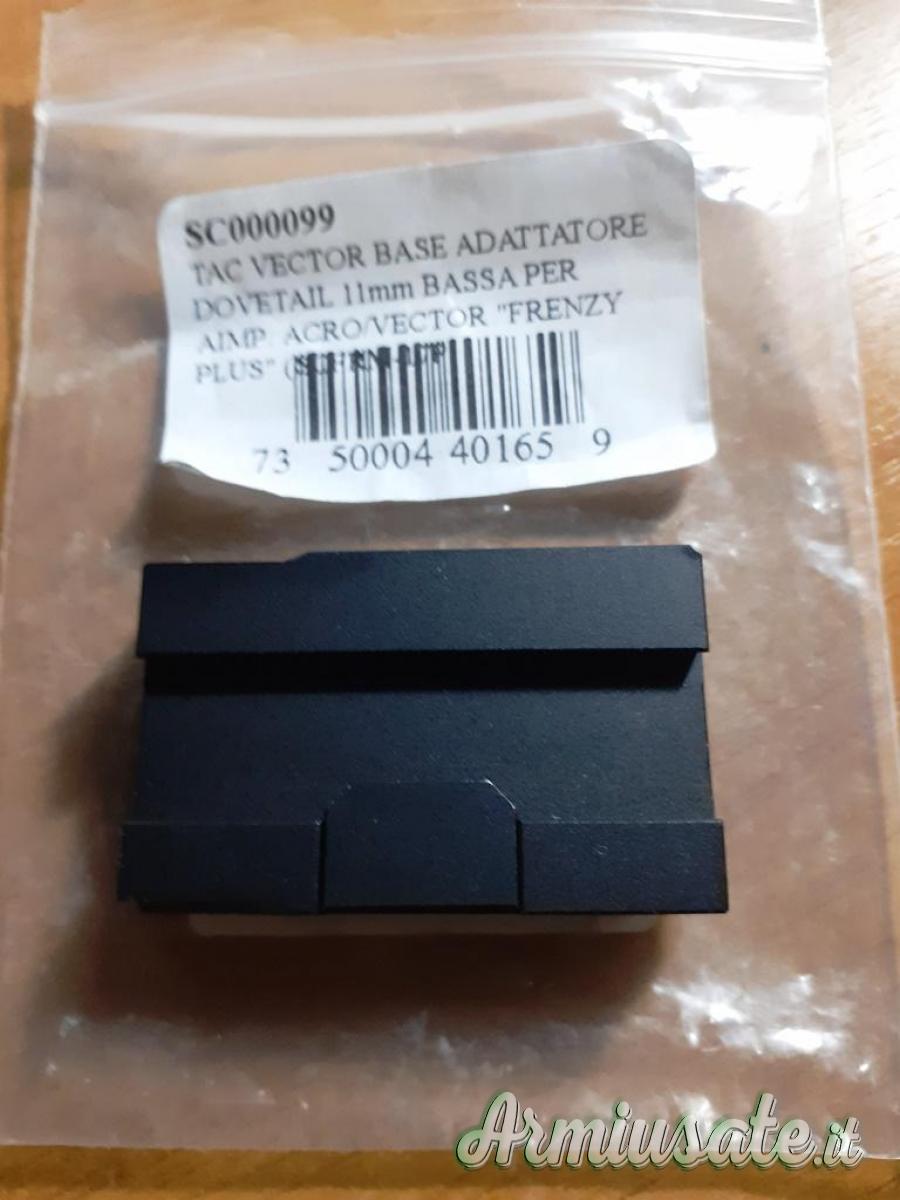 SC000099
TAC VECTOR BASE ADATTATORE
DOVETAIL 11mm BASSA PER
AIMP. ACRO/VECTOR "FRENZY
PLUS"
73 50004 40165 9
Armiusate.it